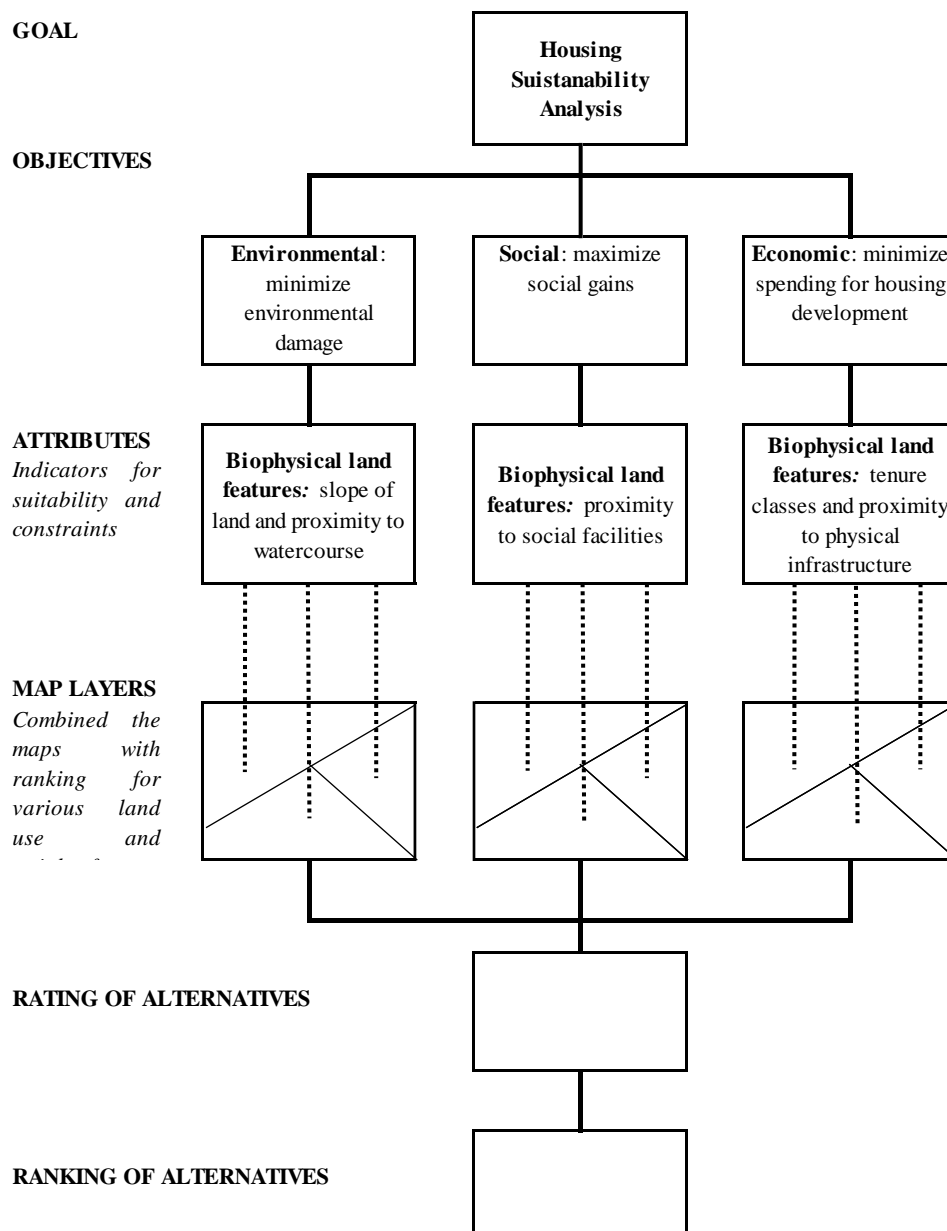 GOAL
Housing
Suistanability
Analysis
OBJECTIVES
Environmental:
minimize
environmental
damage
Social: maximize
social gains
Economic: minimize
spending for housing
development
ATTRIBUTES
Indicators for
suitability and
constraints
Biophysical land
features: slope of
land and proximity to
watercourse
Biophysical land
features: proximity
to social facilities
Biophysical land
features: tenure
classes and proximity
to physical
infrastructure
MAP LAYERS
Combined the
maps with
ranking for
various land
use and
RATING OF ALTERNATIVES
RANKING OF ALTERNATIVES